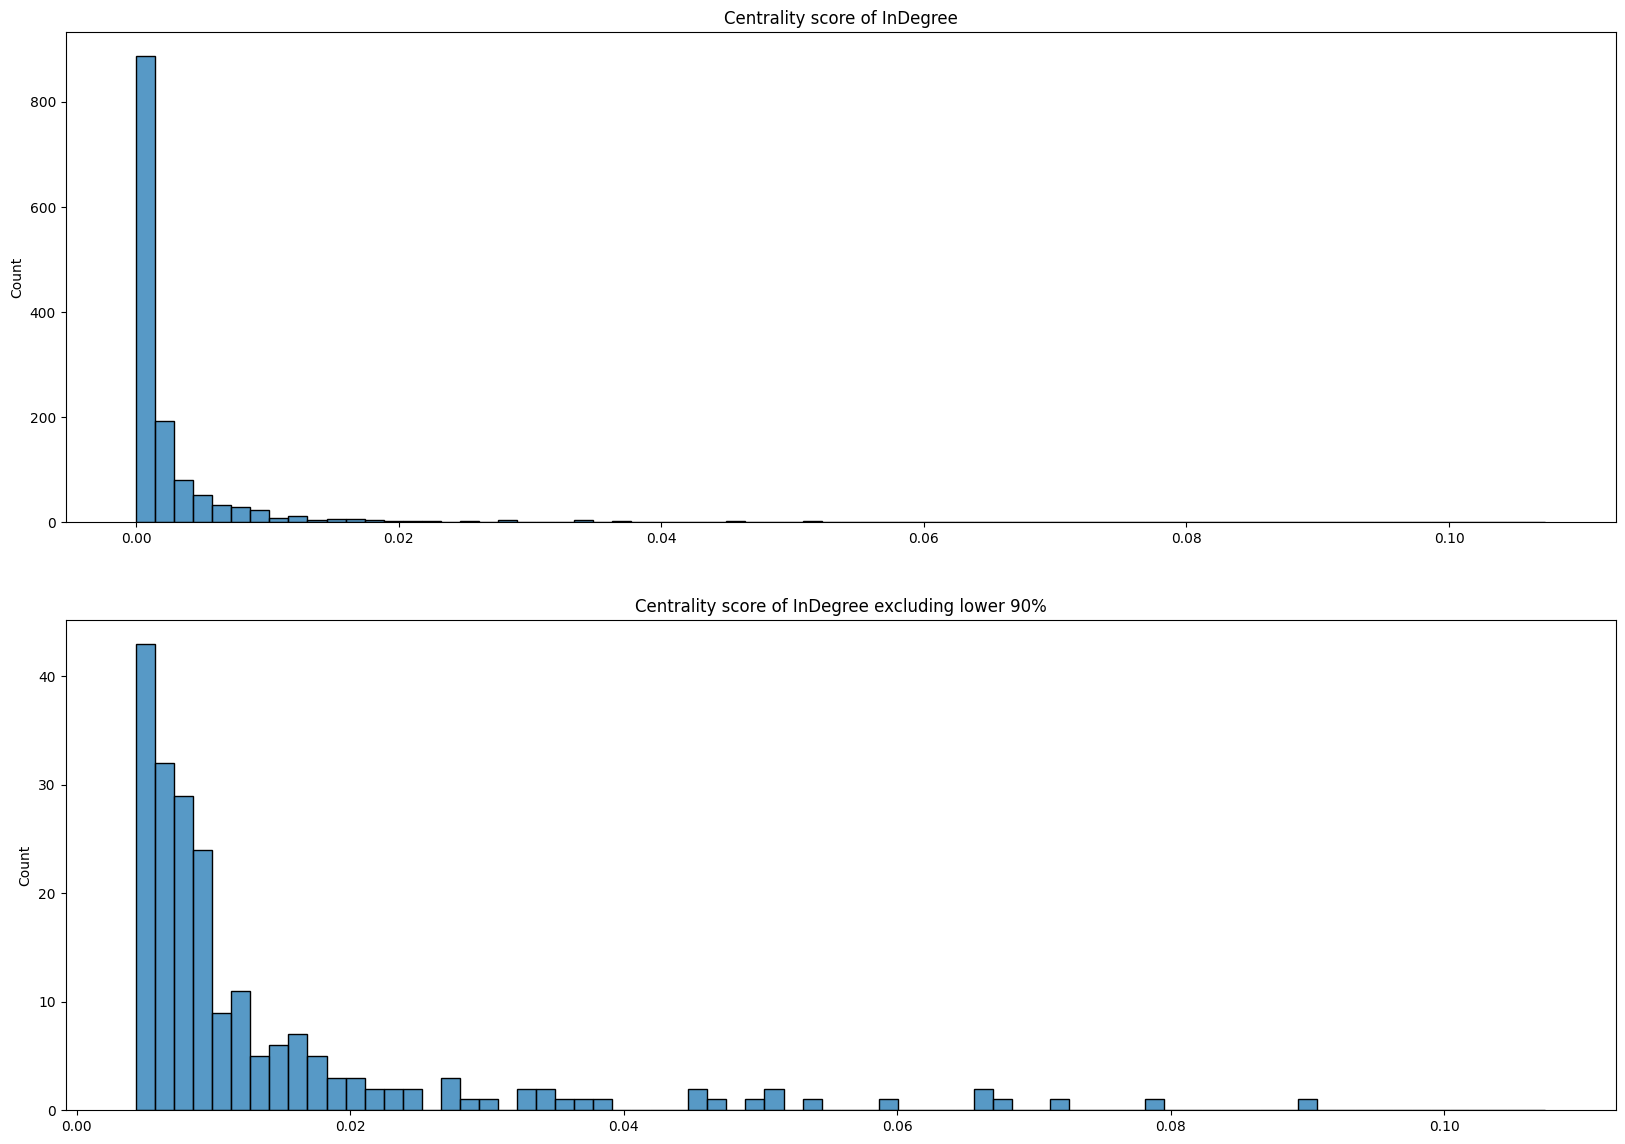 Centrality score of InDegree
Count
800
600
400
200
0
0.00 0.02 0.04 0.06 0.08 0.10
Centrality score of InDegree excluding lower 90%
Count
40
30
20
10
0
0.00 0.02 0.04 0.06 0.08 0.10